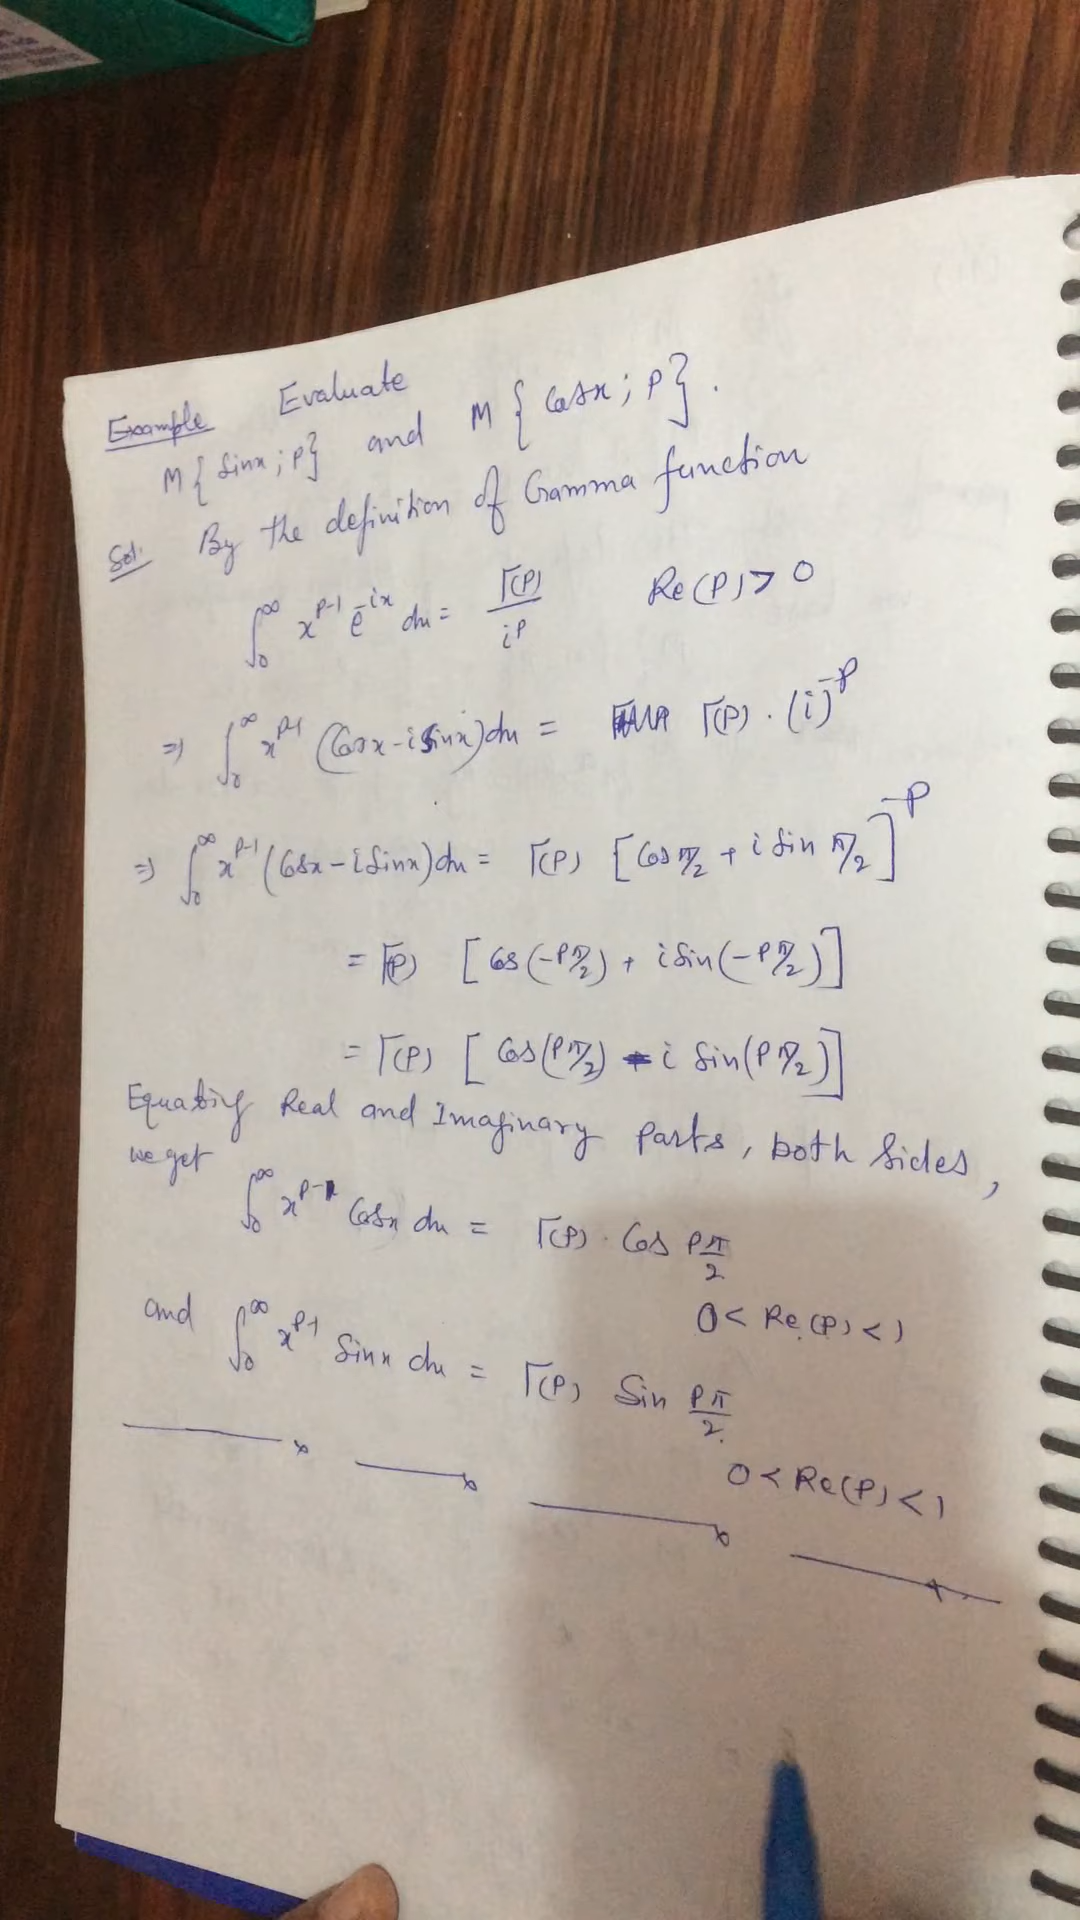 Example Evaluate
M{Sinx; P} and M{Cosx; P}.
Sol. By the definition of Gamma function
∫₀^∞ x^{P-1} e^{-ix} dx = Γ(P)/i^P Re(P) > 0
⇒ ∫₀^∞ x^{P-1} (Cosx - i Sinx) dx = Γ(P) · (i)^{-P}
⇒ ∫₀^∞ x^{P-1} (Cosx - i Sinx) dx = Γ(P) [Cos π/2 + i Sin π/2]^{-P}
= Γ(P) [Cos(-Pπ/2) + i Sin(-Pπ/2)]
= Γ(P) [Cos(Pπ/2) - i Sin(Pπ/2)]
Equating Real and Imaginary parts, both Sides,
we get
∫₀^∞ x^{P-1} Cosx dx = Γ(P) · Cos Pπ/2
0 < Re(P) < 1
and ∫₀^∞ x^{P-1} Sinx dx = Γ(P) Sin Pπ/2.
0 < Re(P) < 1